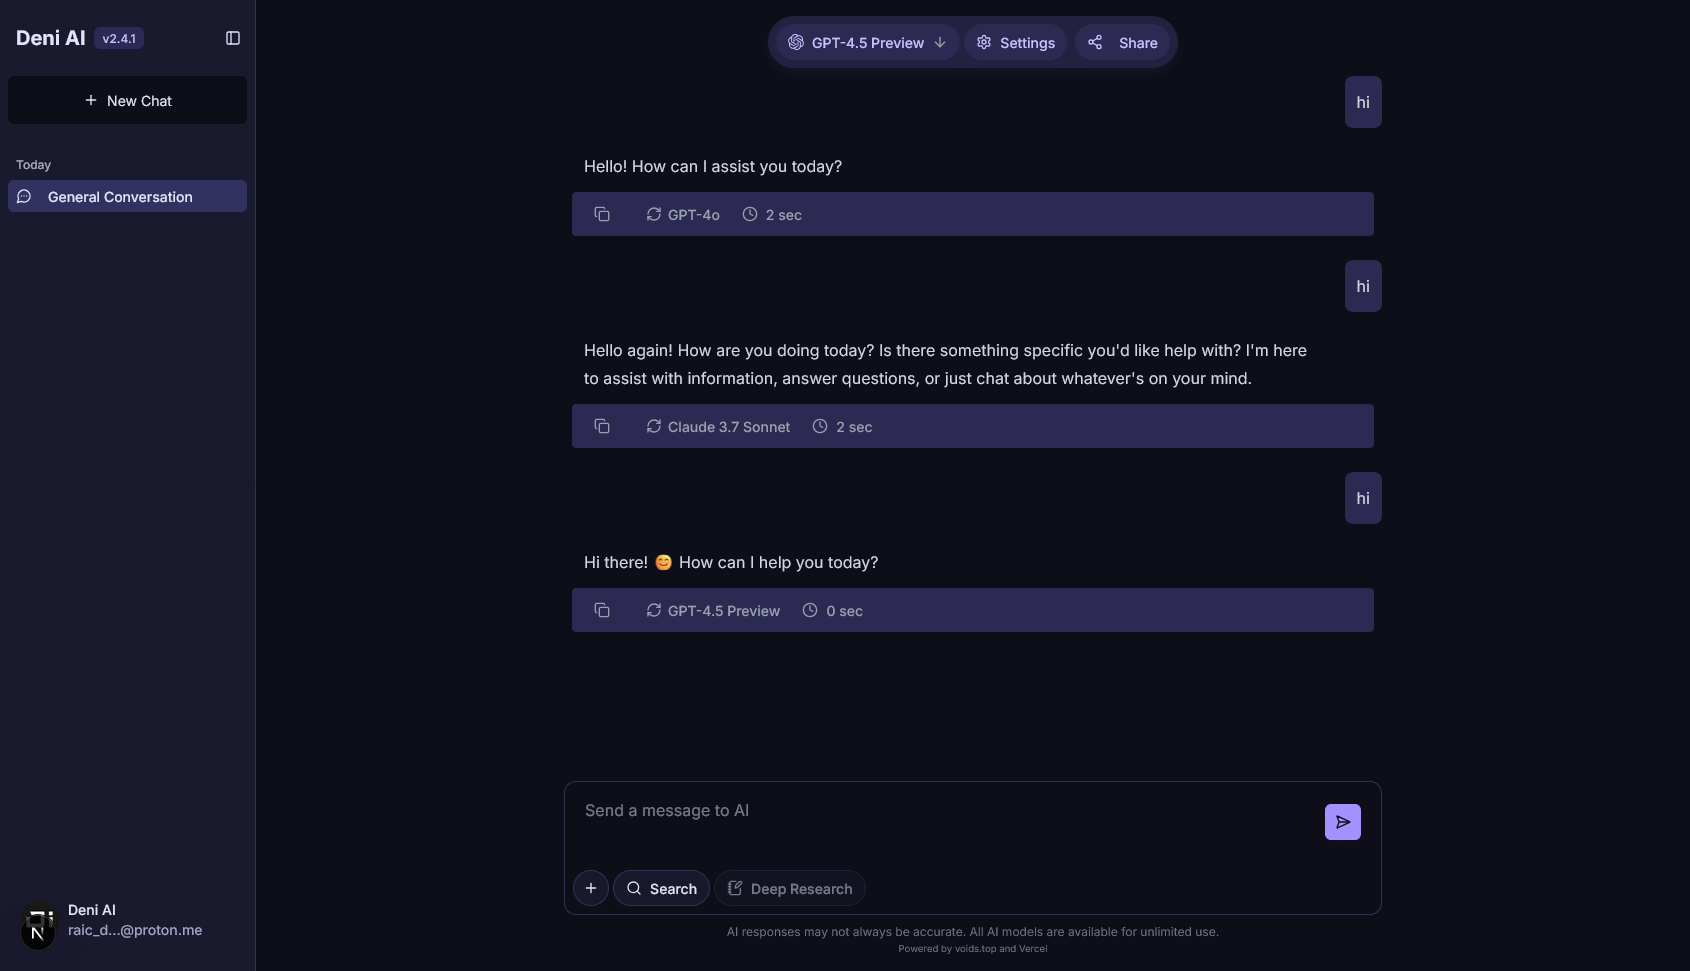 Deni AI v2.4.1
New Chat
Today
General Conversation
Deni AI
raic_d...@proton.me
GPT-4.5 Preview Settings Share
hi
Hello! How can I assist you today?
GPT-4o 2 sec
hi
Hello again! How are you doing today? Is there something specific you'd like help with? I'm here
to assist with information, answer questions, or just chat about whatever's on your mind.
Claude 3.7 Sonnet 2 sec
hi
Hi there! 😊 How can I help you today?
GPT-4.5 Preview 0 sec
Send a message to AI
Search Deep Research
AI responses may not always be accurate. All AI models are available for unlimited use.
Powered by voids.top and Vercel